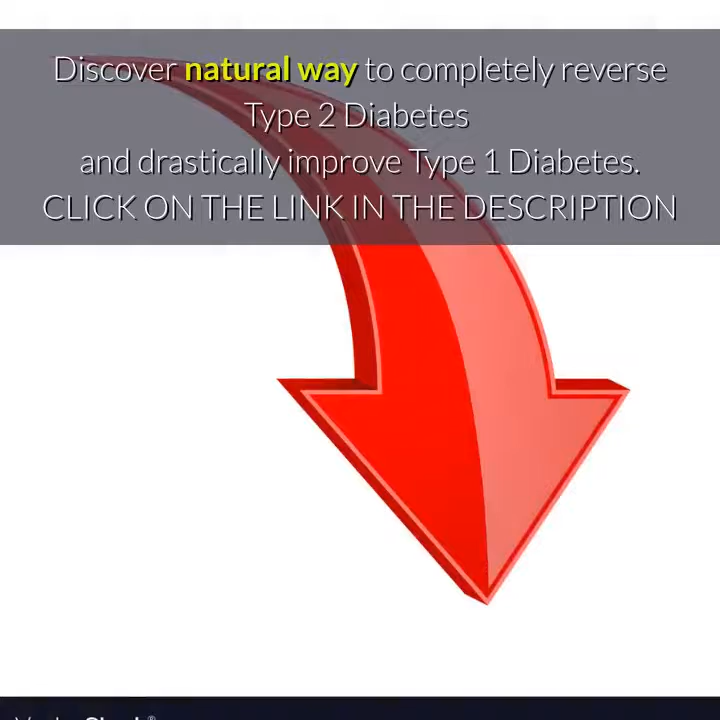 Discover natural way to completely reverse
Type 2 Diabetes
and drastically improve Type 1 Diabetes.
CLICK ON THE LINK IN THE DESCRIPTION